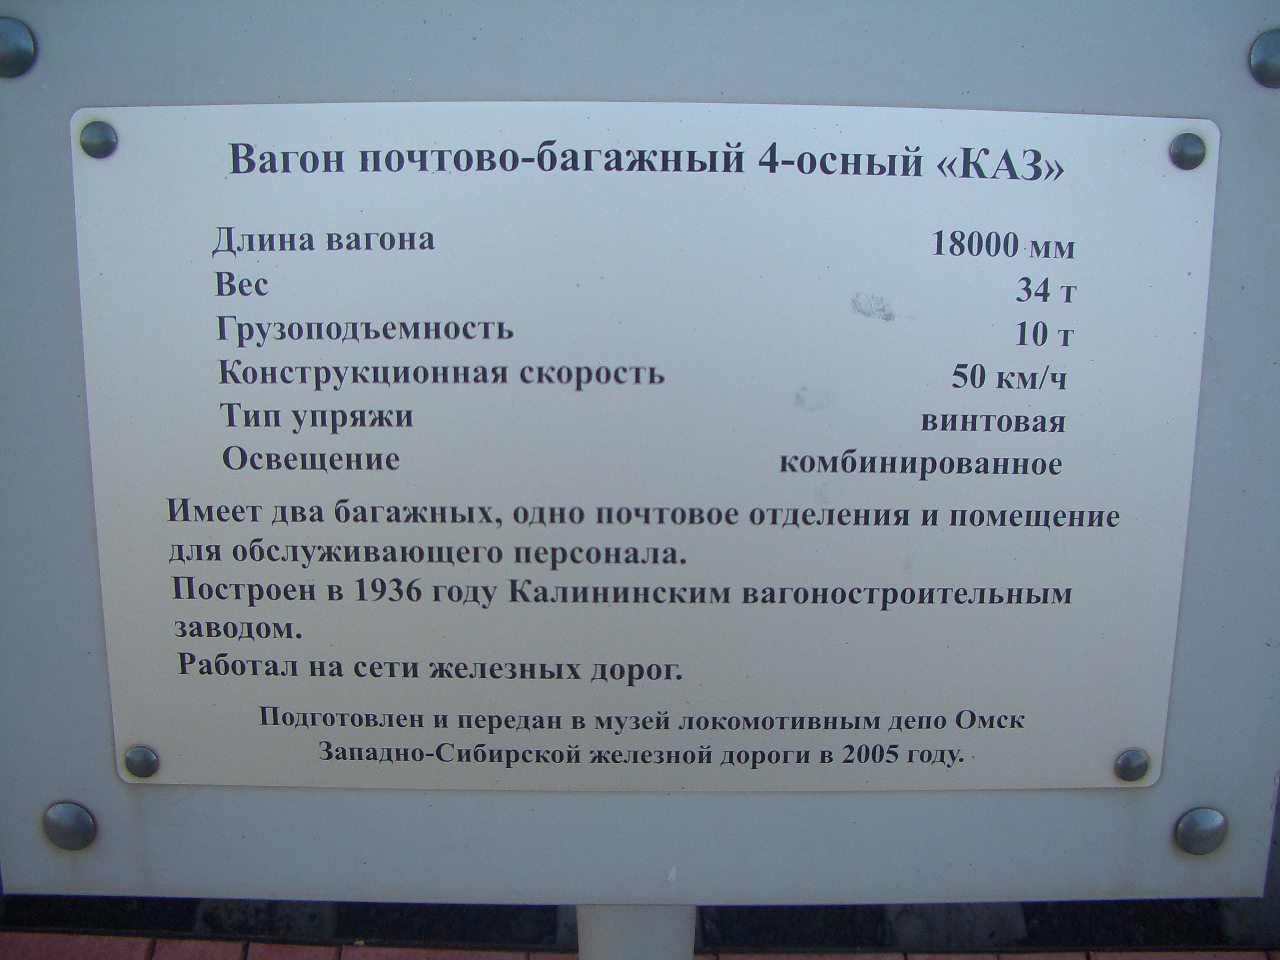 Вагон почтово-багажный 4-осный «КАЗ»
Длина вагона 18000 мм
Вес 34 т
Грузоподъемность 10 т
Конструкционная скорость 50 км/ч
Тип упряжи винтовая
Освещение комбинированное
Имеет два багажных, одно почтовое отделения и помещение
для обслуживающего персонала.
Построен в 1936 году Калининским вагоностроительным
заводом.
Работал на сети железных дорог.
Подготовлен и передан в музей локомотивным депо Омск
Западно-Сибирской железной дороги в 2005 году.